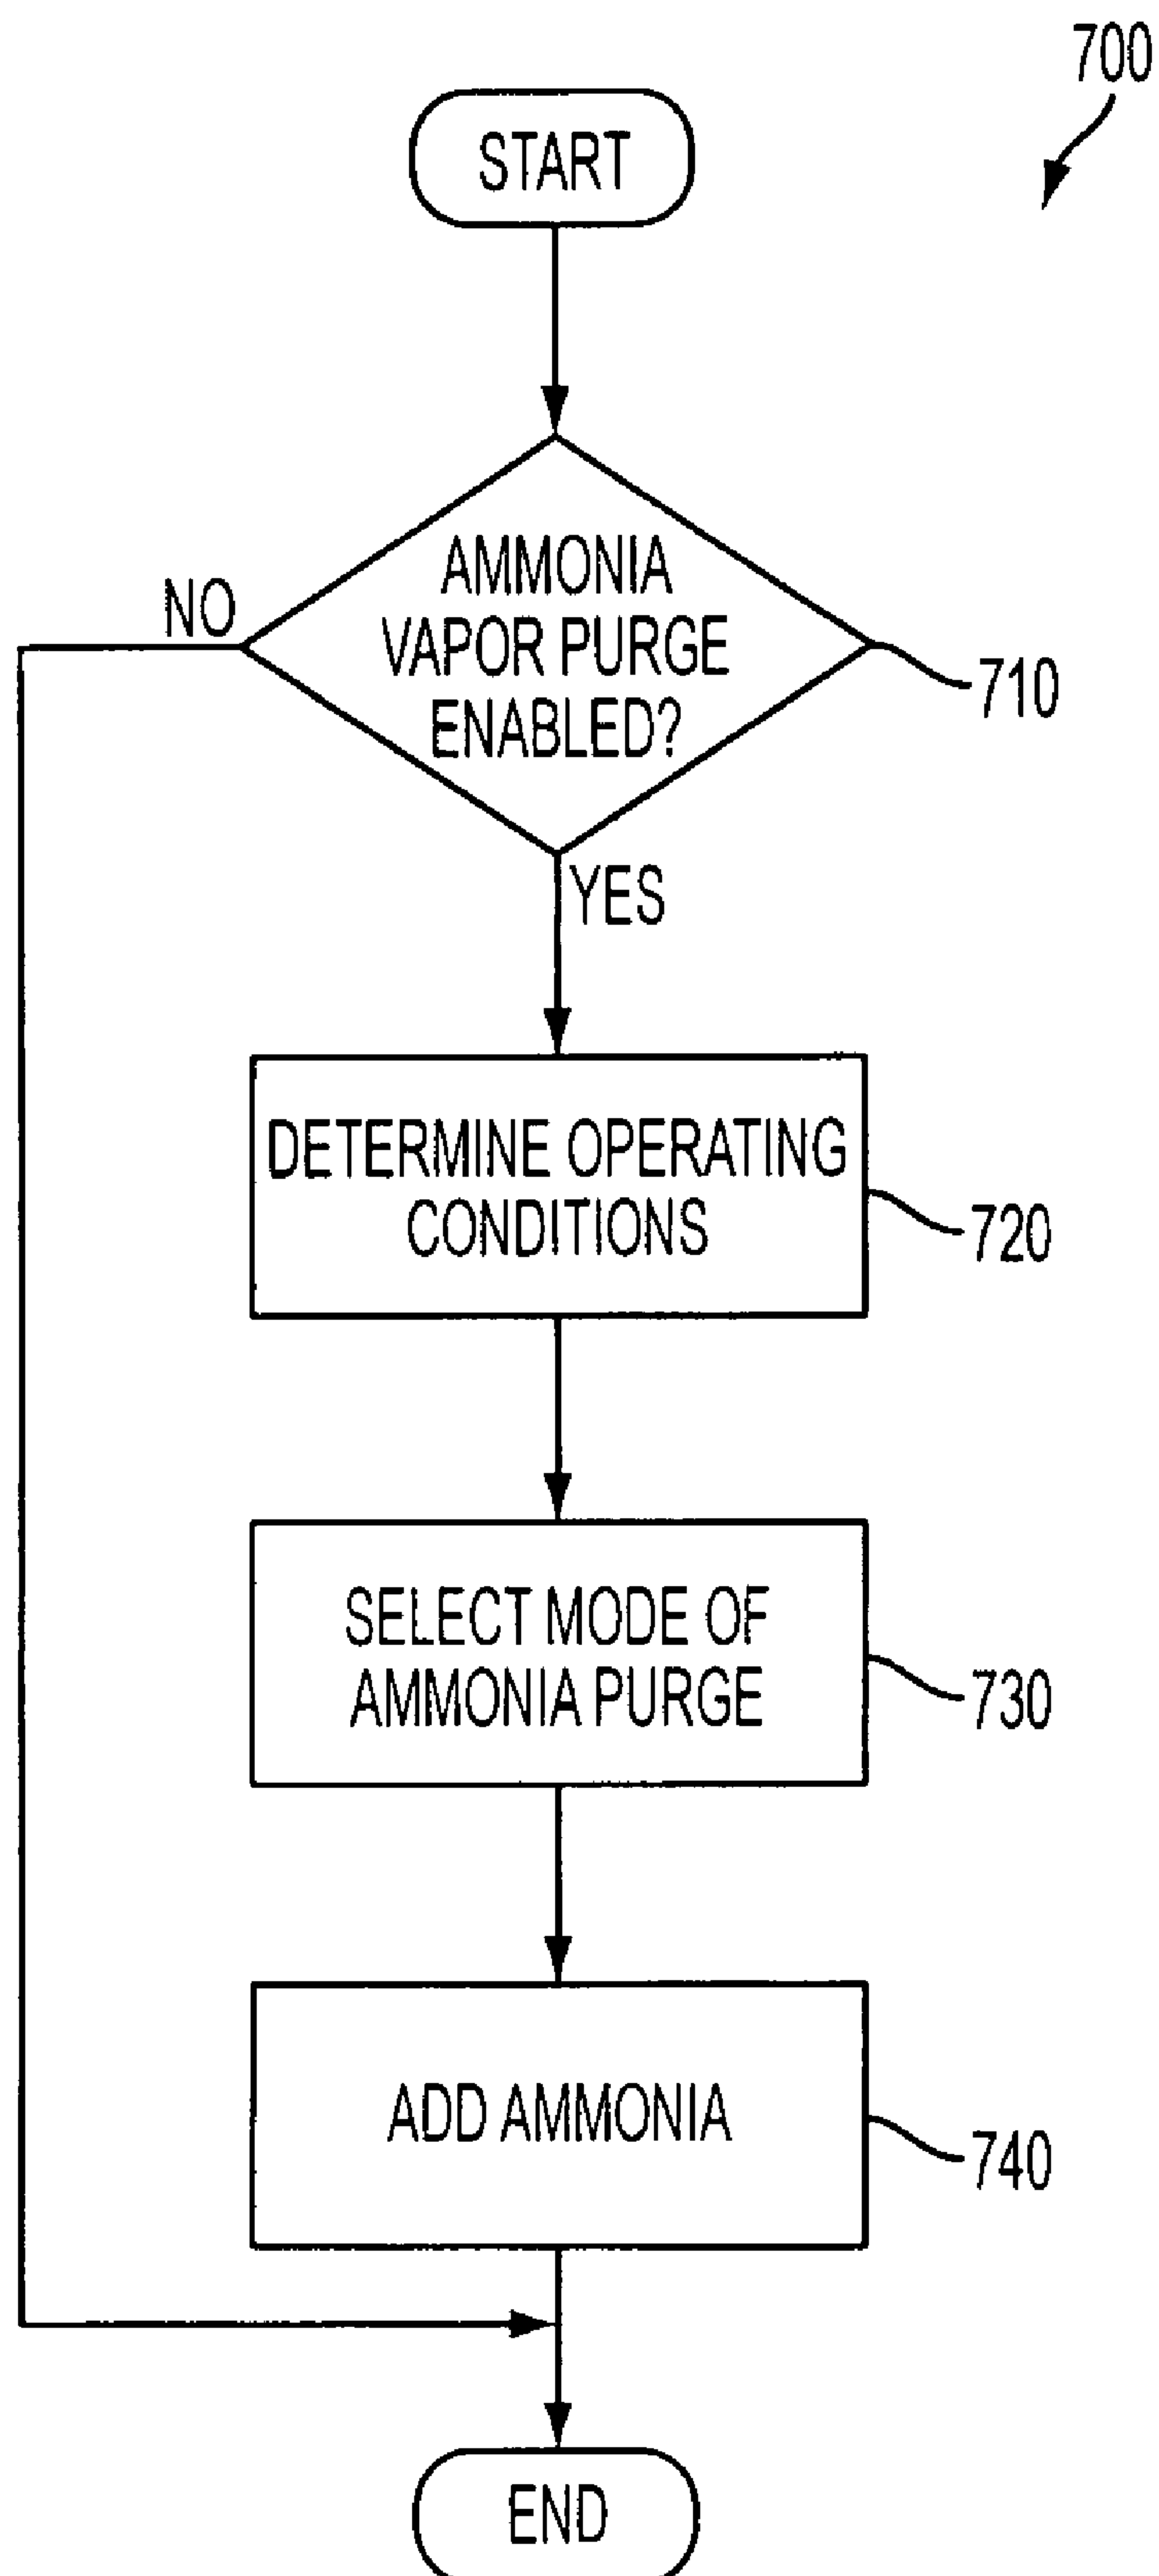 700
START
AMMONIA
VAPOR PURGE
ENABLED?
NO
710
YES
DETERMINE OPERATING
CONDITIONS
720
SELECT MODE OF
AMMONIA PURGE
730
ADD AMMONIA
740
END